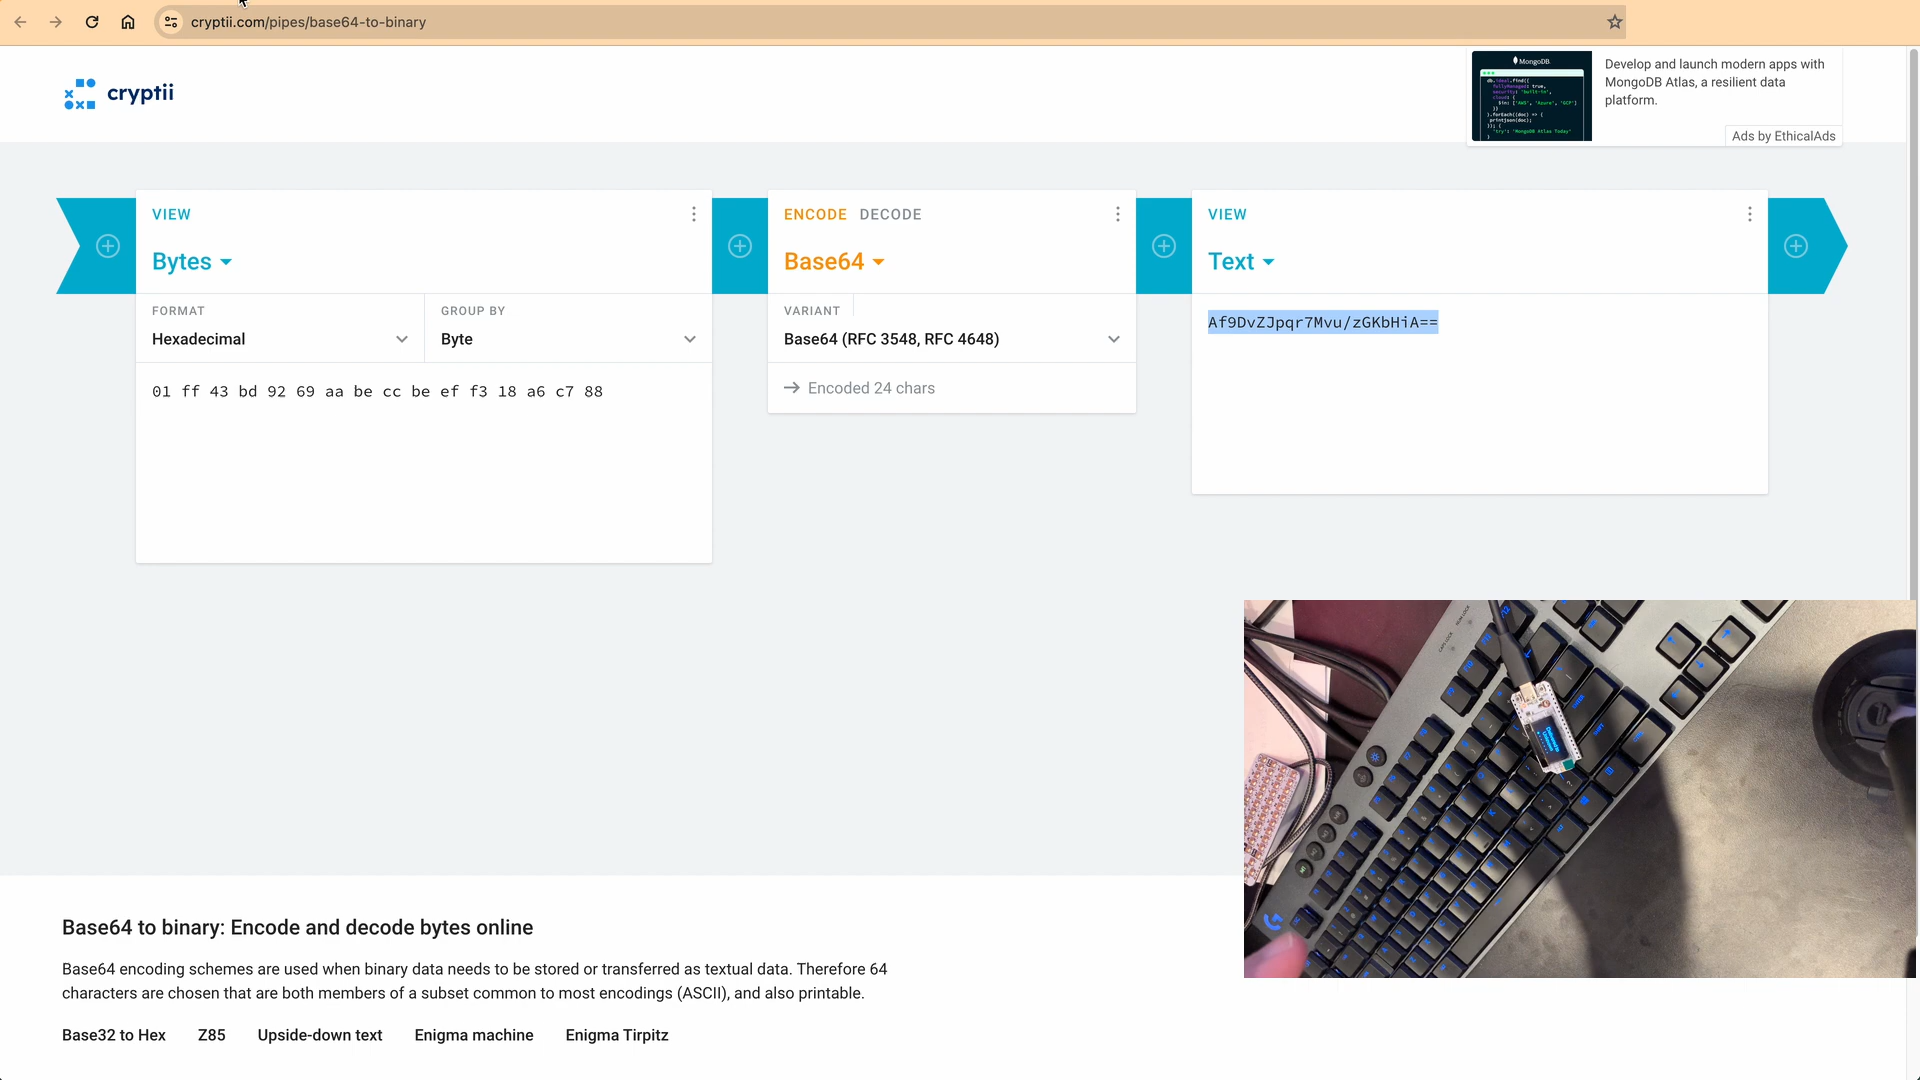 cryptii.com/pipes/base64-to-binary
cryptii
MongoDB
Develop and launch modern apps with
MongoDB Atlas, a resilient data
platform.
Ads by EthicalAds
VIEW
Bytes
FORMAT
Hexadecimal
GROUP BY
Byte
01 ff 43 bd 92 69 aa be cc be ef f3 18 a6 c7 88
ENCODE DECODE
Base64
VARIANT
Base64 (RFC 3548, RFC 4648)
→ Encoded 24 chars
VIEW
Text
Af9DvZJpqr7Mvu/zGKbHiA==
Base64 to binary: Encode and decode bytes online
Base64 encoding schemes are used when binary data needs to be stored or transferred as textual data. Therefore 64
characters are chosen that are both members of a subset common to most encodings (ASCII), and also printable.
Base32 to Hex Z85 Upside-down text Enigma machine Enigma Tirpitz